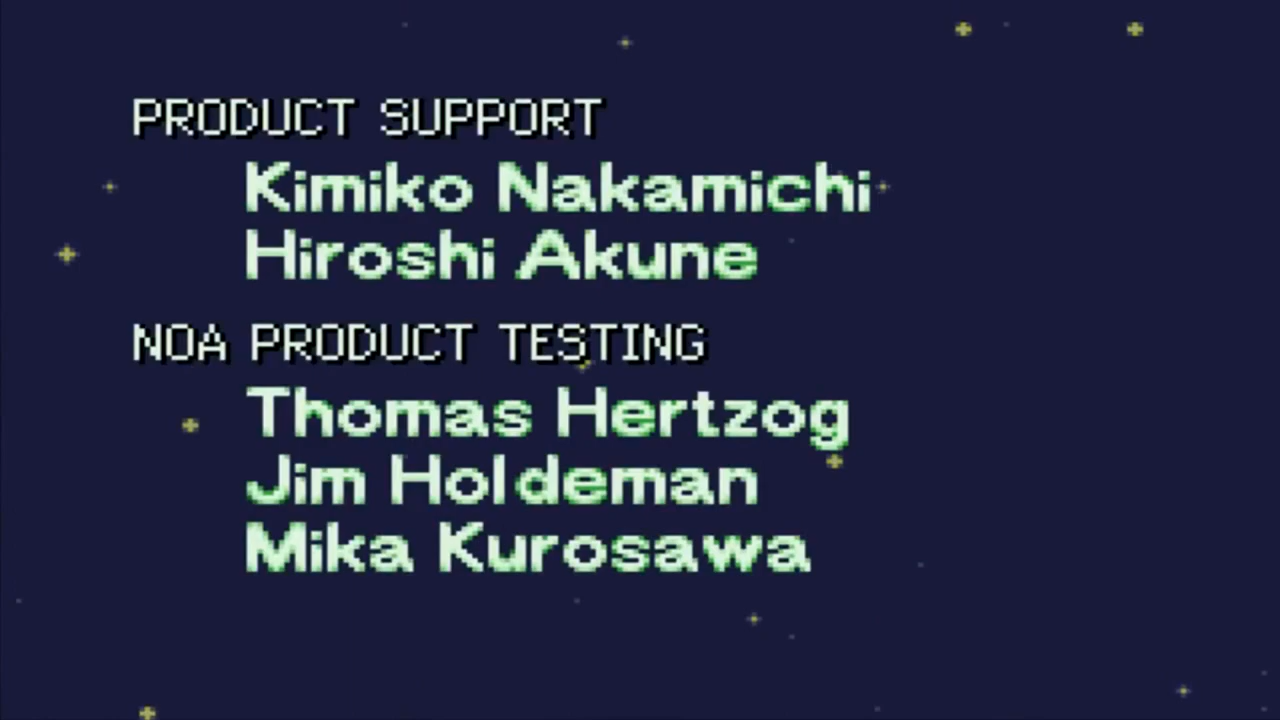 PRODUCT SUPPORT
Kimiko Nakamichi
Hiroshi Akune
NOA PRODUCT TESTING
Thomas Hertzog
Jim Holdeman
Mika Kurosawa